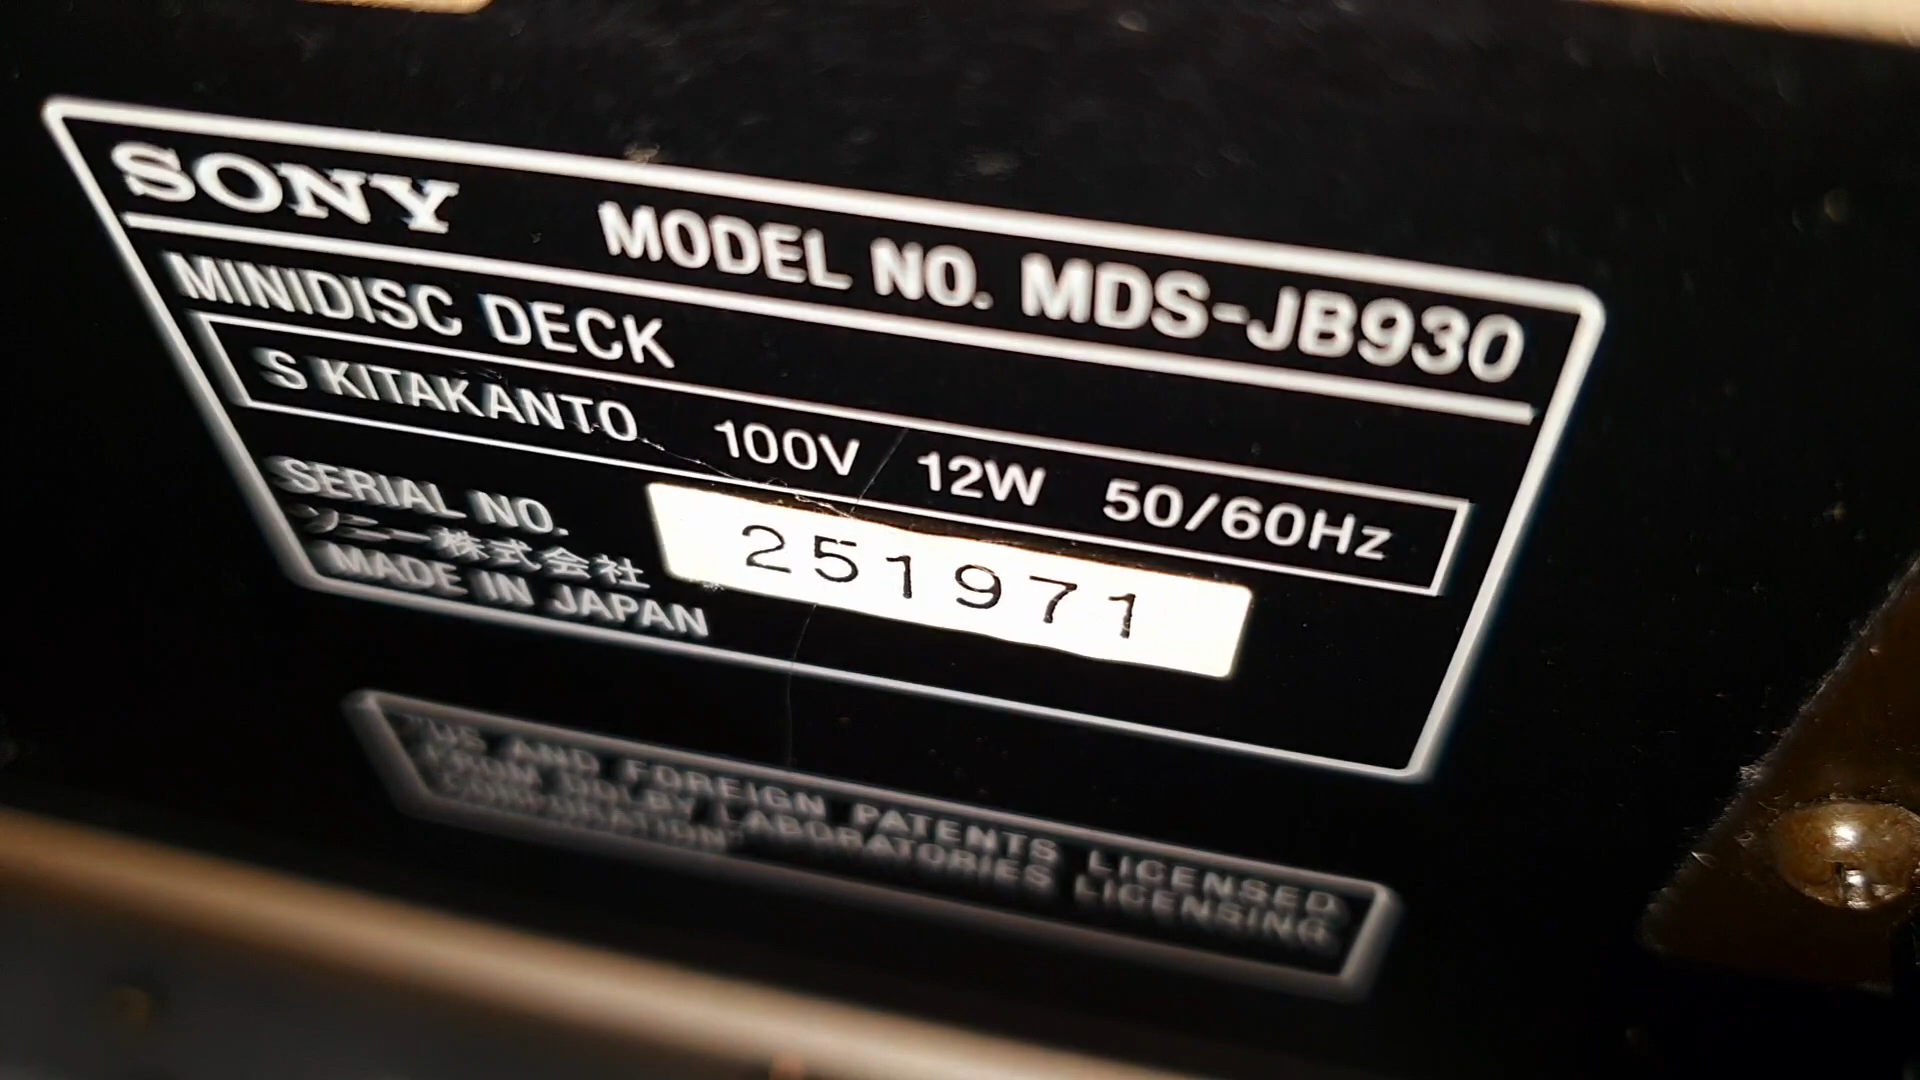 SONY MODEL NO. MDS-JB930
MINIDISC DECK
S KITAKANTO 100V 12W 50/60Hz
SERIAL NO. 251971
ソニー株式会社
MADE IN JAPAN
"US AND FOREIGN PATENTS LICENSED
FROM DOLBY LABORATORIES LICENSING
CORPORATION"